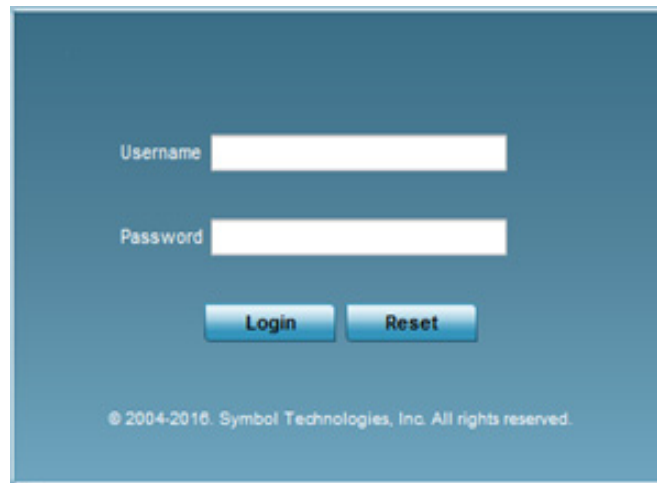 Username
Password
Login Reset
© 2004-2016. Symbol Technologies, Inc. All rights reserved.